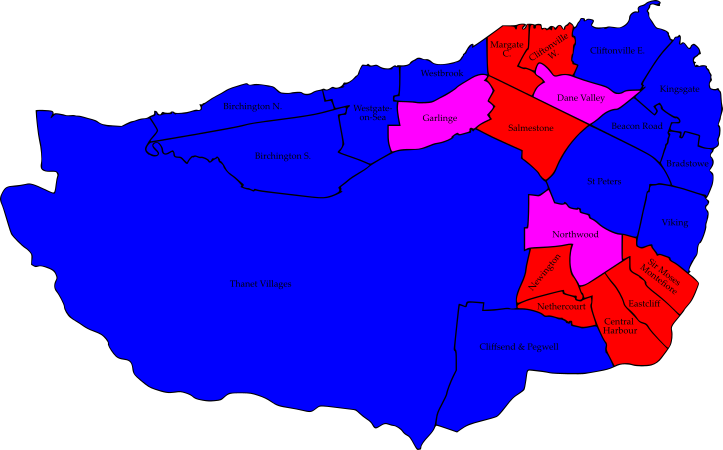 Margate
C.
Cliftonville
W.
Cliftonville E.
Westbrook
Kingsgate
Dane Valley
Birchington N.
Westgate-
on-Sea
Garlinge
Salmestone
Beacon Road
Birchington S.
Bradstowe
St Peters
Viking
Northwood
Sir Moses
Montefiore
Newington
Thanet Villages
Nethercourt
Eastcliff
Central
Harbour
Cliffsend & Pegwell